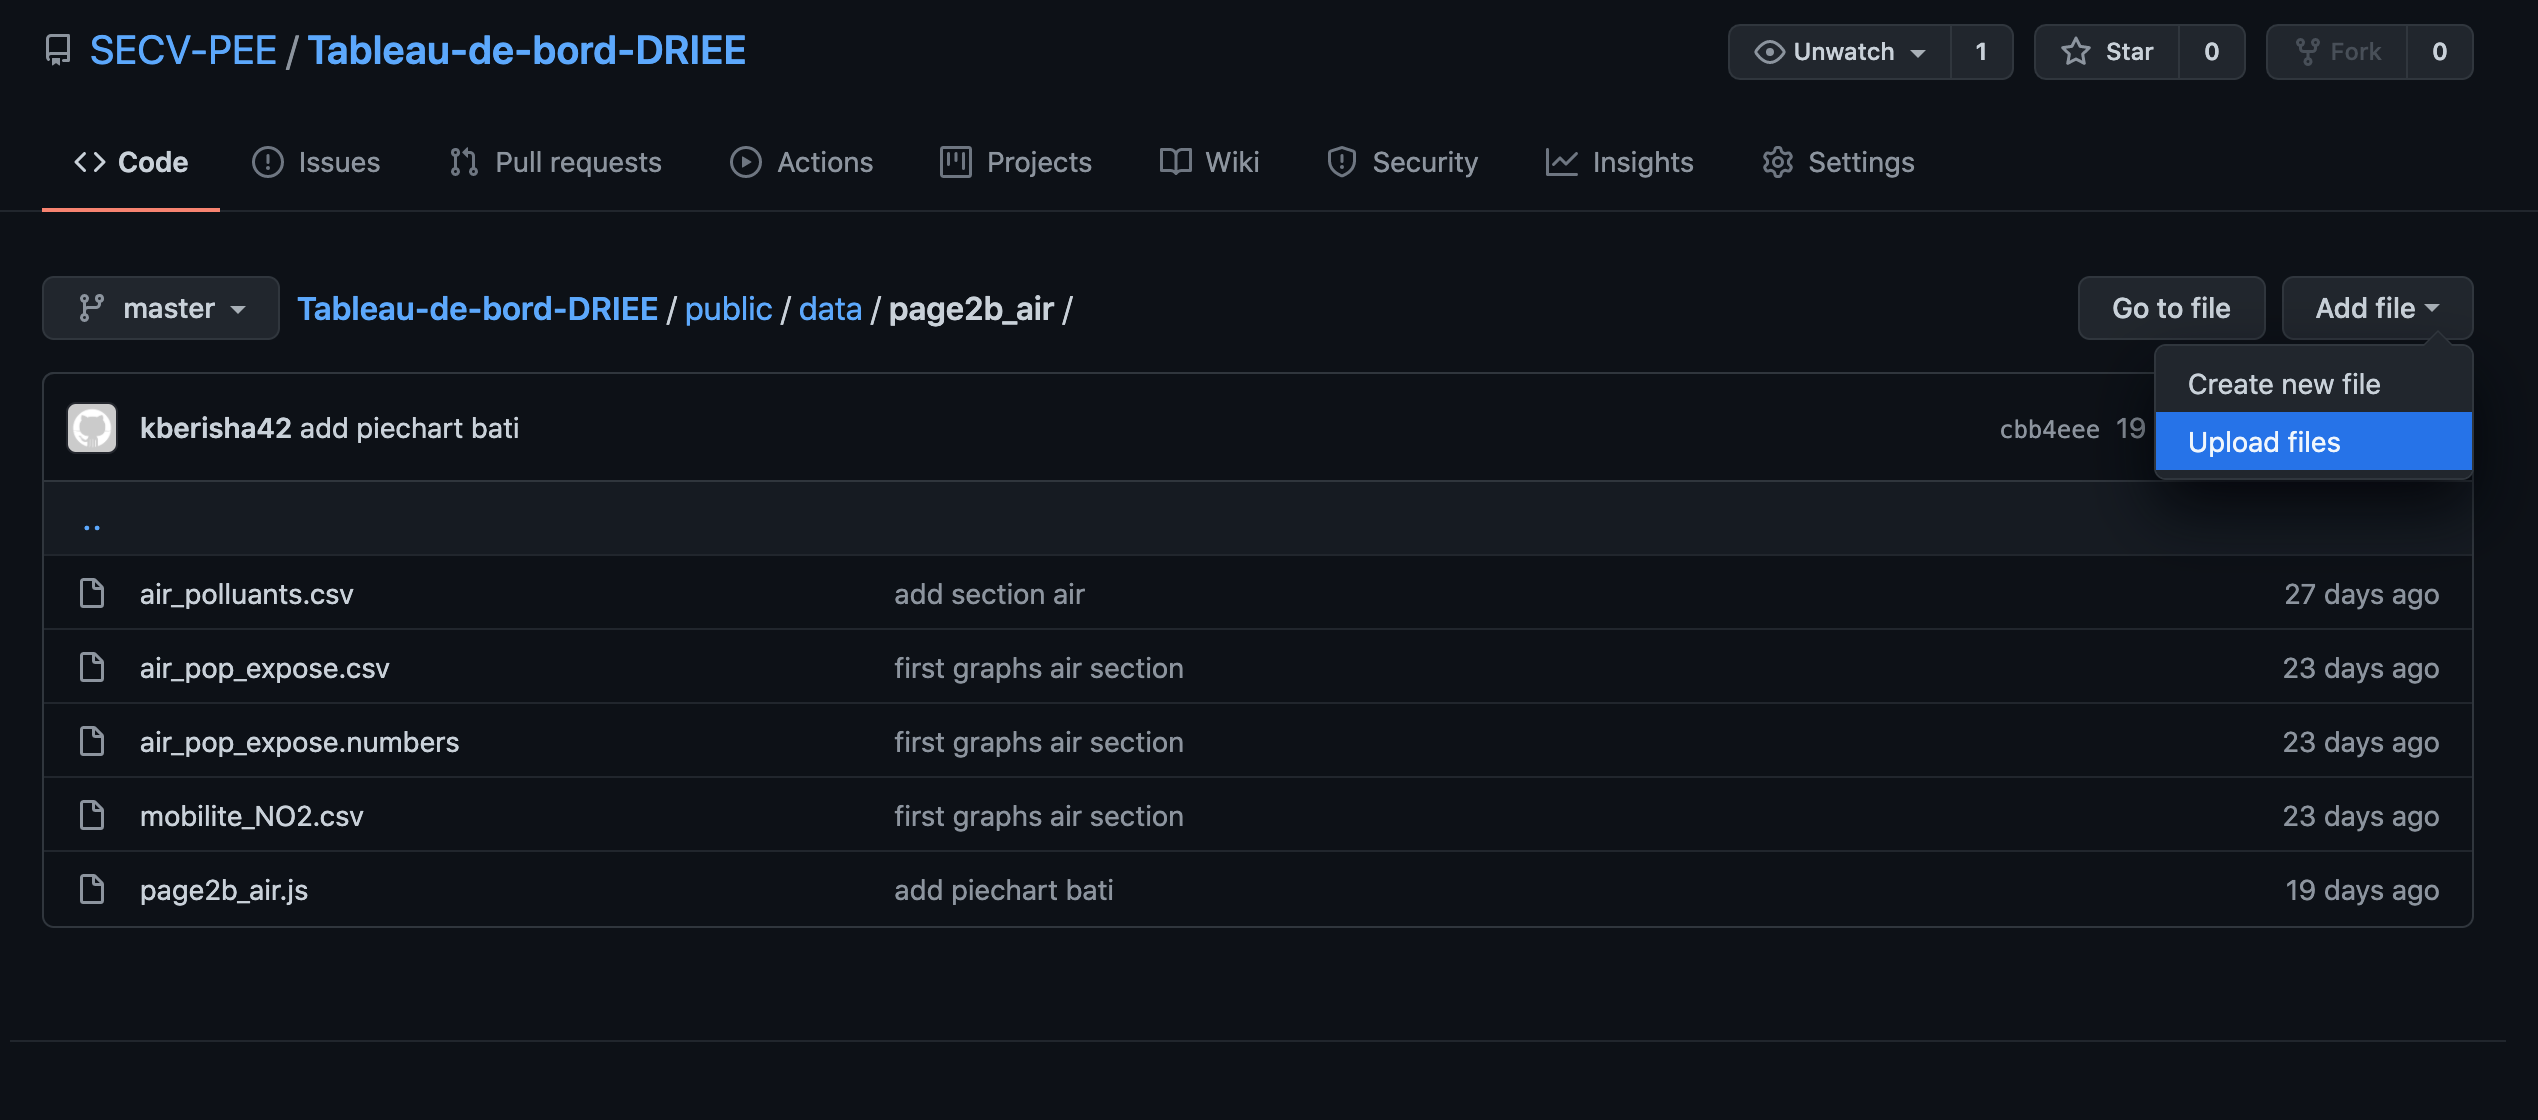 SECV-PEE / Tableau-de-bord-DRIEE
Unwatch 1 Star 0 Fork 0
Code Issues Pull requests Actions Projects Wiki Security Insights Settings
master Tableau-de-bord-DRIEE / public / data / page2b_air / Go to file Add file
Create new file
kberisha42 add piechart bati cbb4eee 19
Upload files
..
air_polluants.csv add section air 27 days ago
air_pop_expose.csv first graphs air section 23 days ago
air_pop_expose.numbers first graphs air section 23 days ago
mobilite_NO2.csv first graphs air section 23 days ago
page2b_air.js add piechart bati 19 days ago